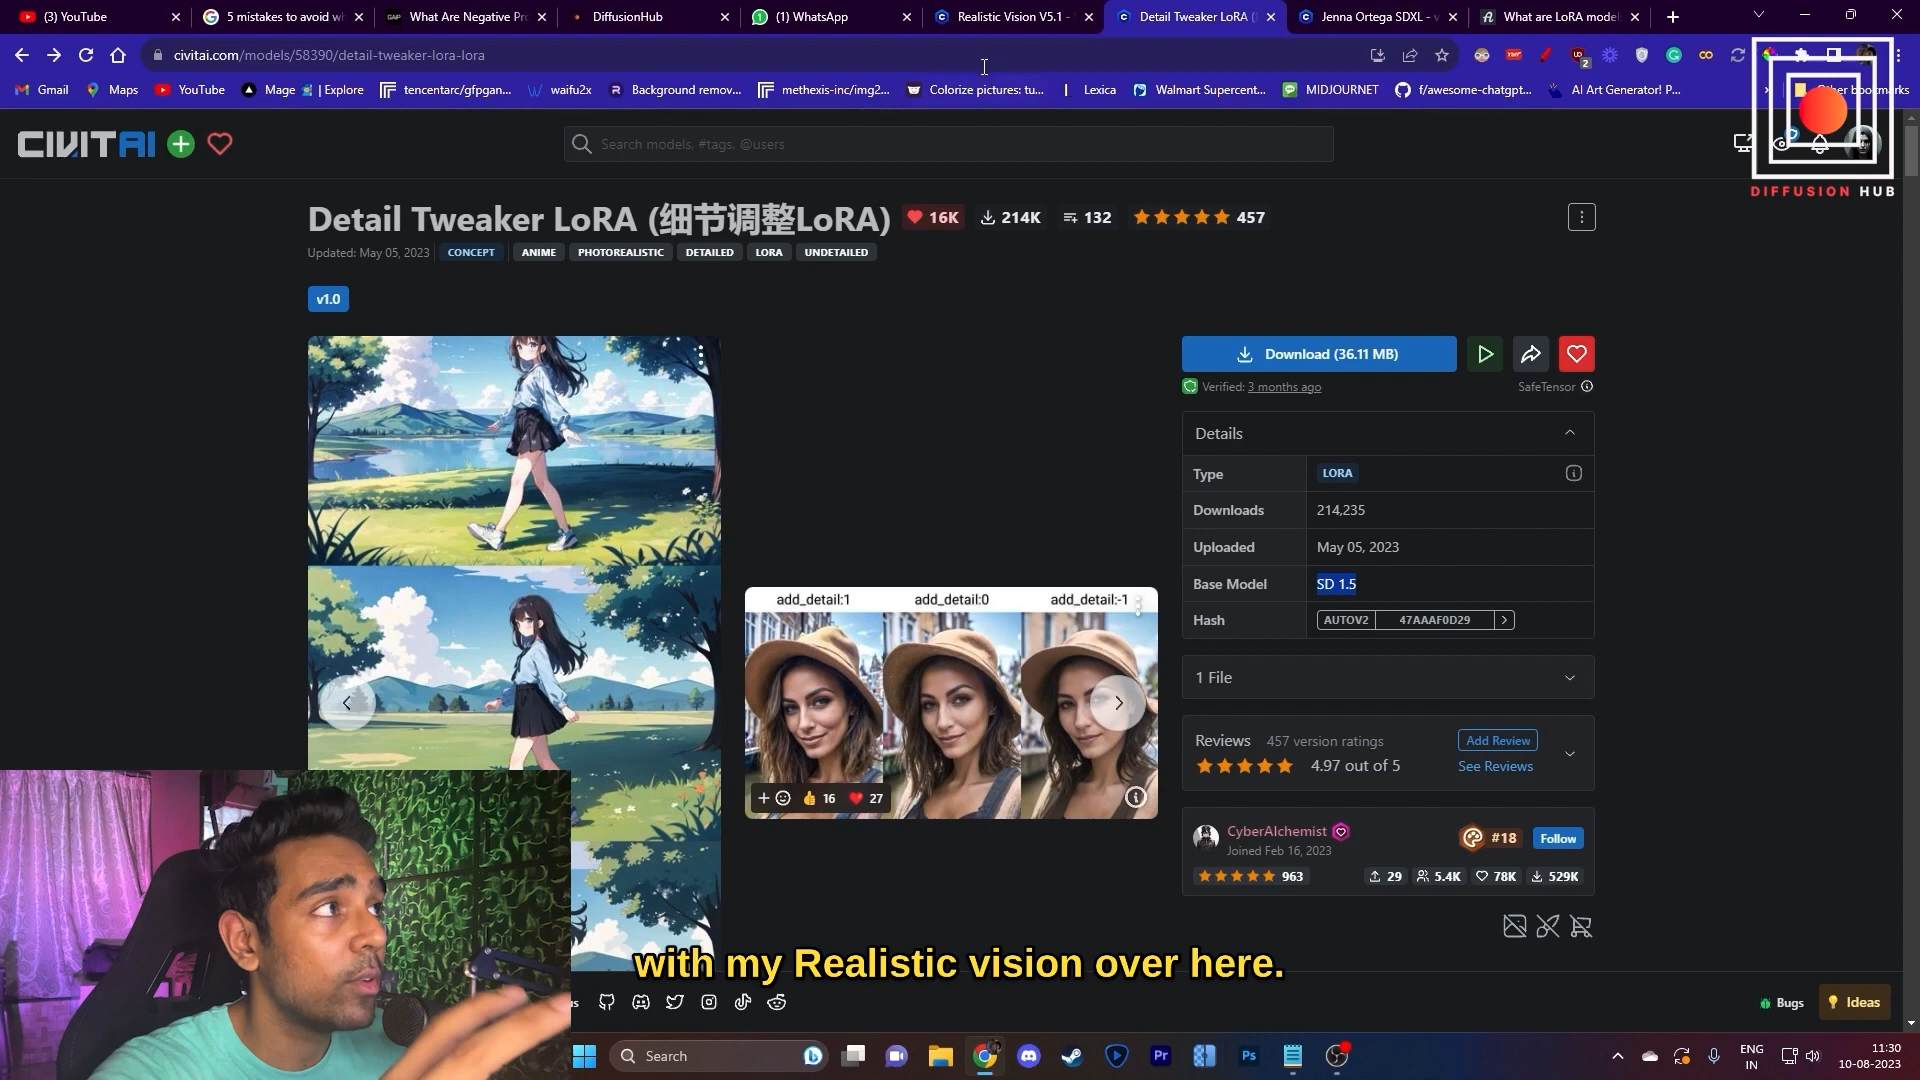 (3) YouTube
5 mistakes to avoid wh
What Are Negative Pr
DiffusionHub
(1) WhatsApp
Realistic Vision V5.1 -
Detail Tweaker LoRA (
Jenna Ortega SDXL - v
What are LoRA model
civitai.com/models/58390/detail-tweaker-lora-lora
2
Gmail
Maps
YouTube
Mage | Explore
tencentarc/gfpgan...
waifu2x
Background remov...
methexis-inc/img2...
Colorize pictures: tu...
Lexica
Walmart Supercent...
MIDJOURNET
f/awesome-chatgpt...
AI Art Generator! P...
Other bookmarks
CIVITAI
Search models, #tags, @users
DIFFUSION HUB
Detail Tweaker LoRA (细节调整LoRA) 16K 214K 132 457
Updated: May 05, 2023 CONCEPT ANIME PHOTOREALISTIC DETAILED LORA UNDETAILED
v1.0
Download (36.11 MB)
Verified: 3 months ago SafeTensor
Details
Type LORA
Downloads 214,235
Uploaded May 05, 2023
Base Model SD 1.5
Hash AUTOV2 47AAAF0D29
add_detail:1 add_detail:0 add_detail:-1
16 27
1 File
Reviews 457 version ratings Add Review
4.97 out of 5 See Reviews
CyberAlchemist #18 Follow
Joined Feb 16, 2023
963 29 5.4K 78K 529K
with my Realistic vision over here.
us
Bugs Ideas
Search
Pr
Ps
ENG
IN
11:30
10-08-2023